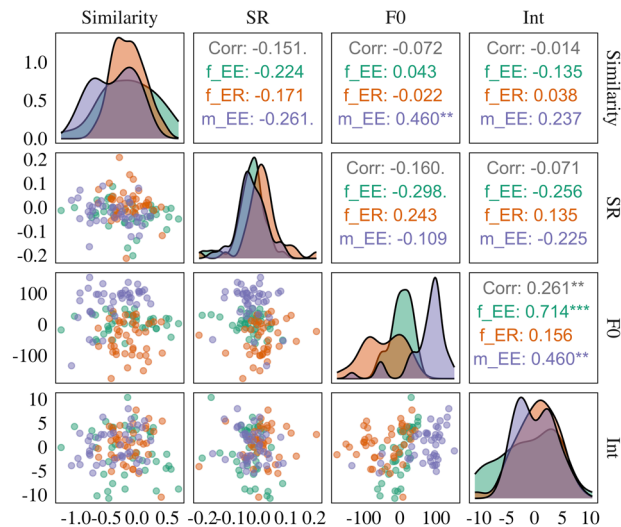 Similarity SR F0 Int
1.0
0.5
0.0
Corr: -0.151.
f_EE: -0.224
f_ER: -0.171
m_EE: -0.261.
Corr: -0.072
f_EE: 0.043
f_ER: -0.022
m_EE: 0.460**
Corr: -0.014
f_EE: -0.135
f_ER: 0.038
m_EE: 0.237
Similarity
0.2
0.1
0.0
-0.1
-0.2
Corr: -0.160.
f_EE: -0.298.
f_ER: 0.243
m_EE: -0.109
Corr: -0.071
f_EE: -0.256
f_ER: 0.135
m_EE: -0.225
SR
100
0
-100
Corr: 0.261**
f_EE: 0.714***
f_ER: 0.156
m_EE: 0.460**
F0
10
5
0
-5
-10
Int
-1.0 -0.5 0.0 0.5 -0.2 -0.1 0.0 0.1 0.2 -100 0 100 -10 -5 0 5 10